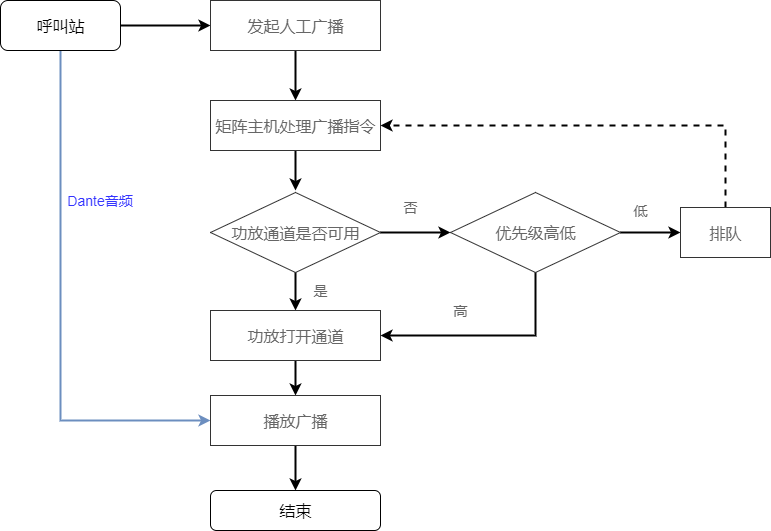 呼叫站
发起人工广播
矩阵主机处理广播指令
Dante音频
功放通道是否可用
否
优先级高低
低
排队
是
高
功放打开通道
播放广播
结束